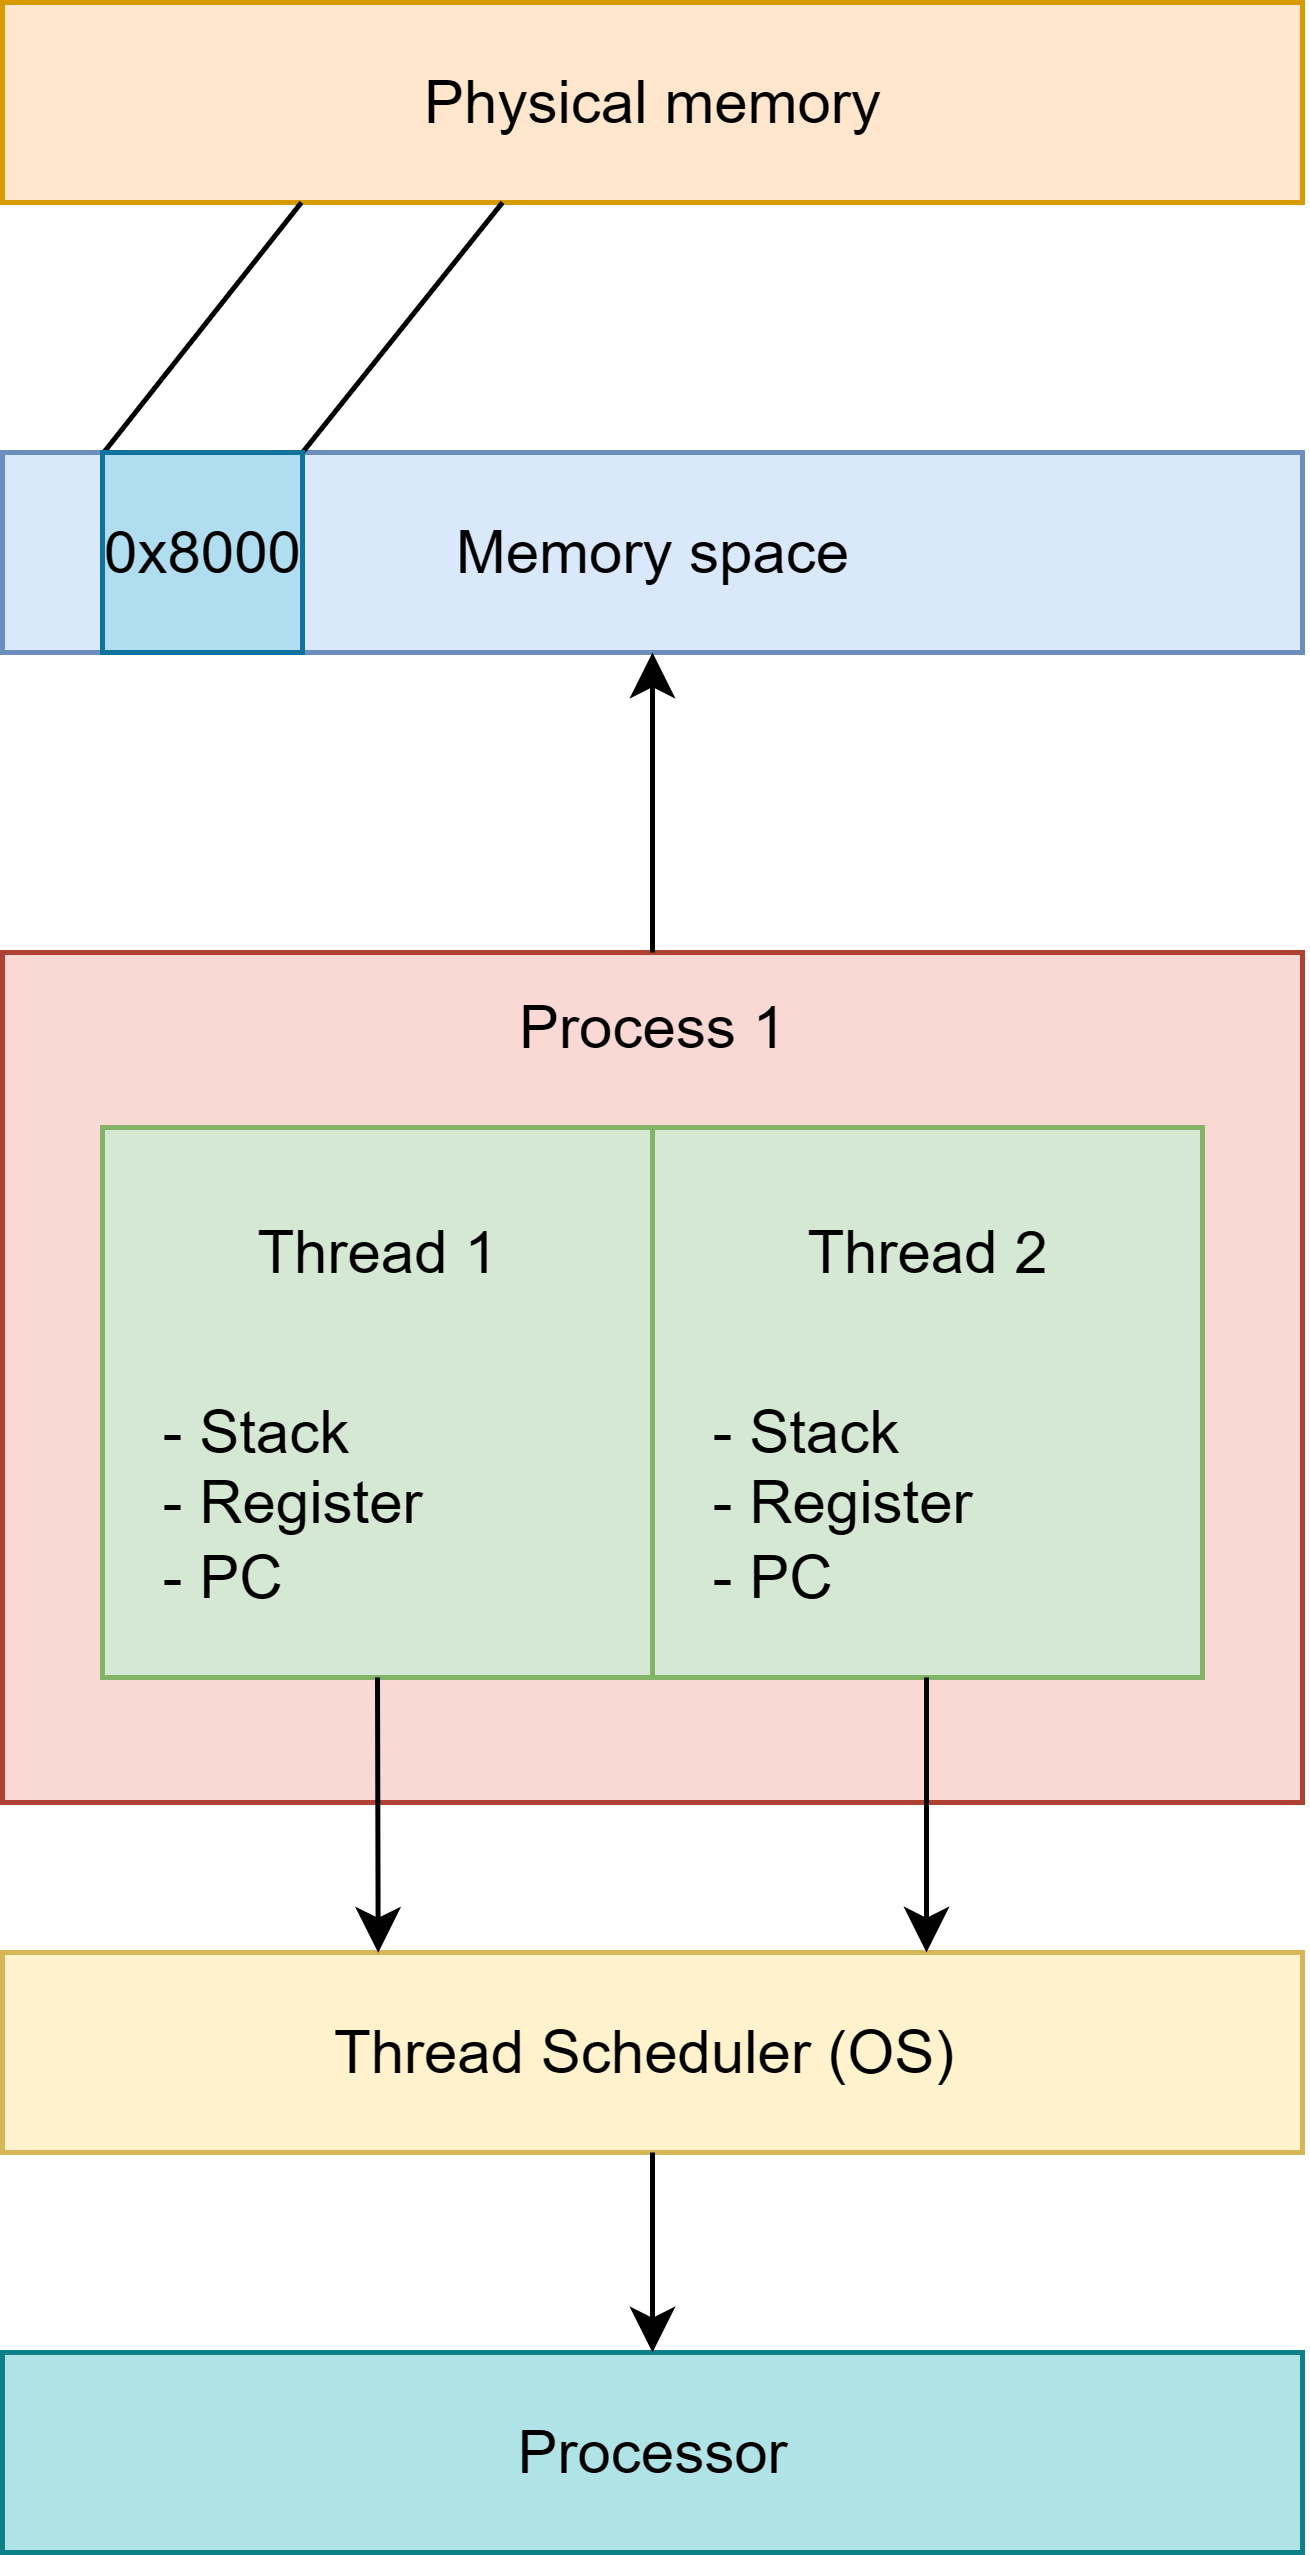 Physical memory
0x8000
Memory space
Process 1
Thread 1
- Stack
- Register
- PC
Thread 2
- Stack
- Register
- PC
Thread Scheduler (OS)
Processor